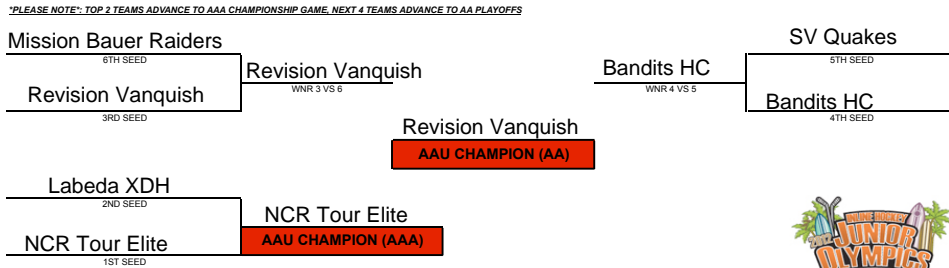 *PLEASE NOTE*: TOP 2 TEAMS ADVANCE TO AAA CHAMPIONSHIP GAME, NEXT 4 TEAMS ADVANCE TO AA PLAYOFFS
Mission Bauer Raiders
6TH SEED
Revision Vanquish
WNR 3 VS 6
Revision Vanquish
3RD SEED
SV Quakes
5TH SEED
Bandits HC
WNR 4 VS 5
Bandits HC
4TH SEED
Revision Vanquish
AAU CHAMPION (AA)
Labeda XDH
2ND SEED
NCR Tour Elite
AAU CHAMPION (AAA)
NCR Tour Elite
1ST SEED
INLINE HOCKEY
2012
JUNIOR
OLYMPICS